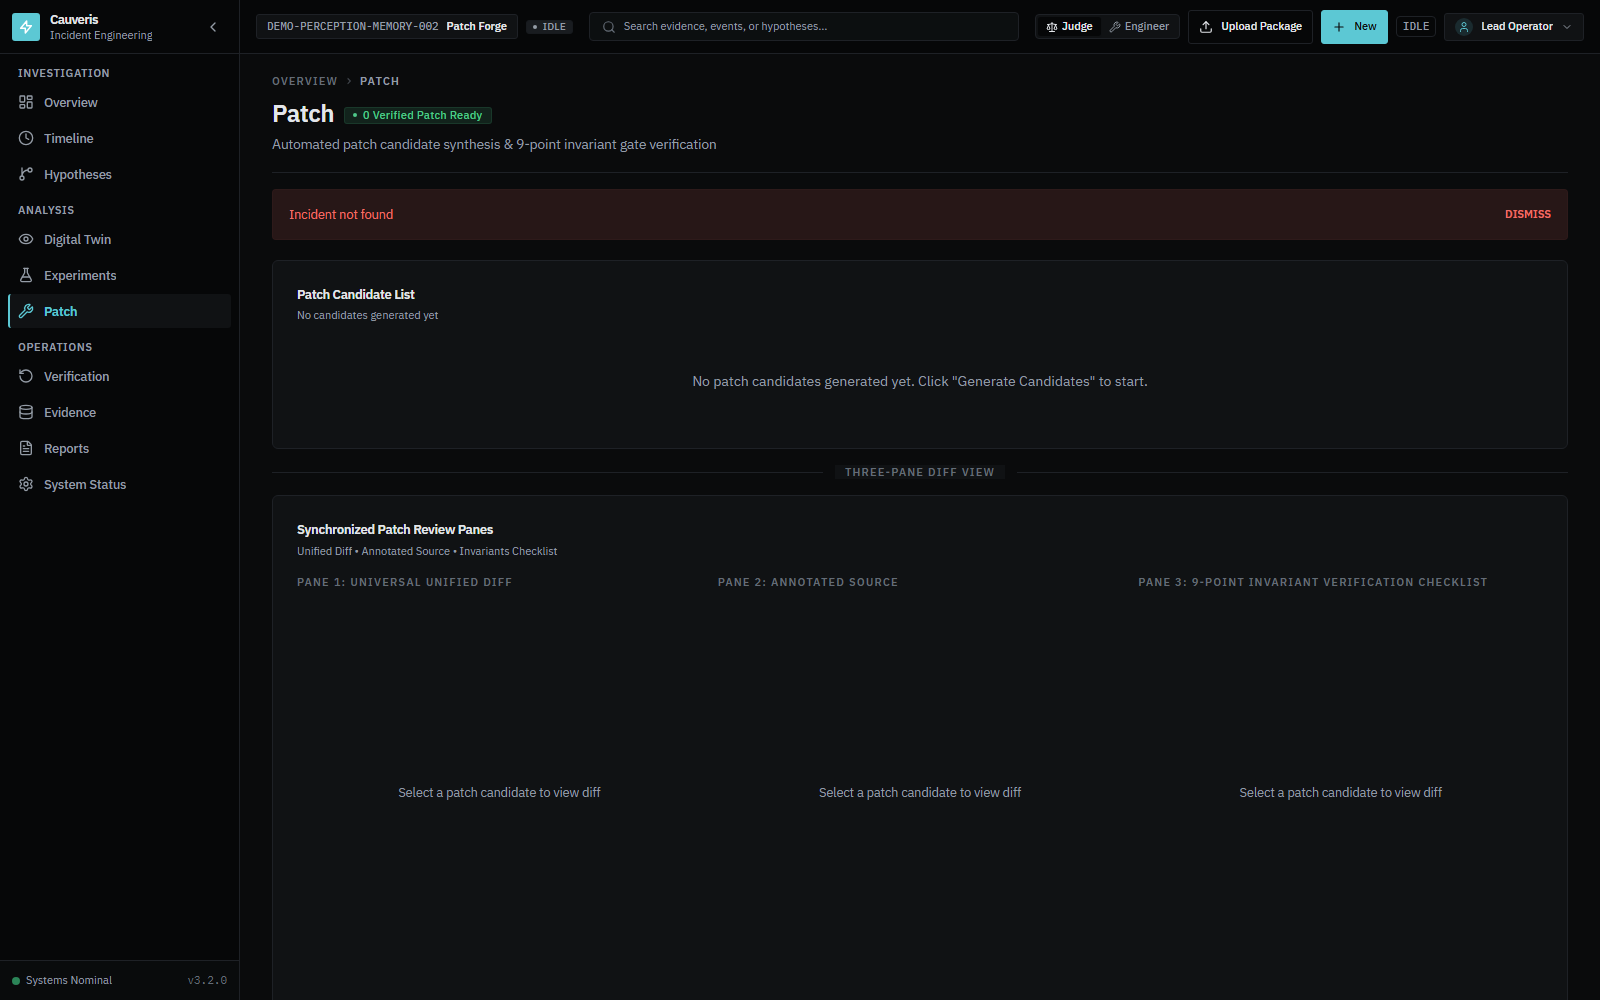 Cauveris
Incident Engineering
DEMO-PERCEPTION-MEMORY-002 Patch Forge
IDLE
Search evidence, events, or hypotheses...
Judge
Engineer
Upload Package
New
IDLE
Lead Operator
INVESTIGATION
Overview
Timeline
Hypotheses
ANALYSIS
Digital Twin
Experiments
Patch
OPERATIONS
Verification
Evidence
Reports
System Status
Systems Nominal
v3.2.0
OVERVIEW > PATCH
Patch
• 0 Verified Patch Ready
Automated patch candidate synthesis & 9-point invariant gate verification
Incident not found
DISMISS
Patch Candidate List
No candidates generated yet
No patch candidates generated yet. Click "Generate Candidates" to start.
THREE-PANE DIFF VIEW
Synchronized Patch Review Panes
Unified Diff • Annotated Source • Invariants Checklist
PANE 1: UNIVERSAL UNIFIED DIFF
PANE 2: ANNOTATED SOURCE
PANE 3: 9-POINT INVARIANT VERIFICATION CHECKLIST
Select a patch candidate to view diff
Select a patch candidate to view diff
Select a patch candidate to view diff